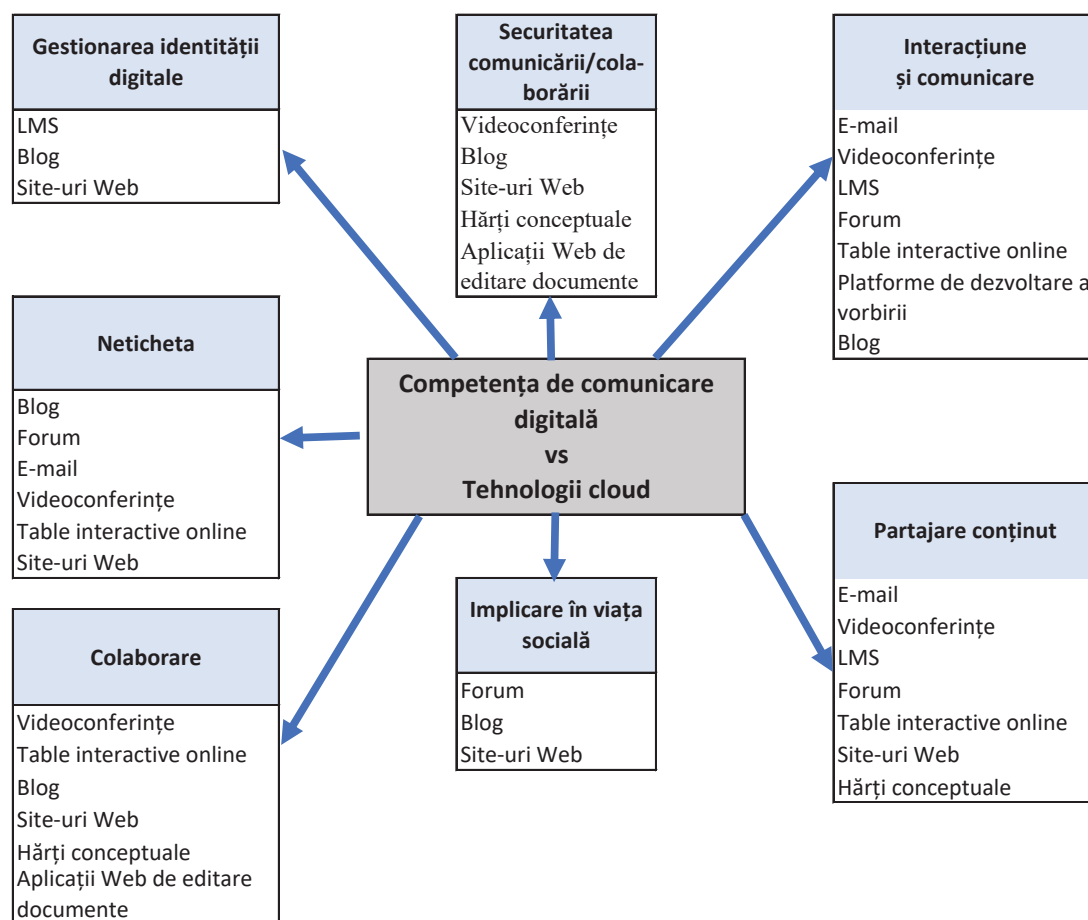 Gestionarea identității
digitale
LMS
Blog
Site-uri Web
Securitatea
comunicării/cola-
borării
Videoconferințe
Blog
Site-uri Web
Hărți conceptuale
Aplicații Web de
editare documente
Interacțiune
și comunicare
E-mail
Videoconferințe
LMS
Forum
Table interactive online
Platforme de dezvoltare a
vorbirii
Blog
Neticheta
Blog
Forum
E-mail
Videoconferințe
Table interactive online
Site-uri Web
Competența de comunicare
digitală
vs
Tehnologii cloud
Partajare conținut
E-mail
Videoconferințe
LMS
Forum
Table interactive online
Site-uri Web
Hărți conceptuale
Colaborare
Videoconferințe
Table interactive online
Blog
Site-uri Web
Hărți conceptuale
Aplicații Web de editare
documente
Implicare în viața
socială
Forum
Blog
Site-uri Web